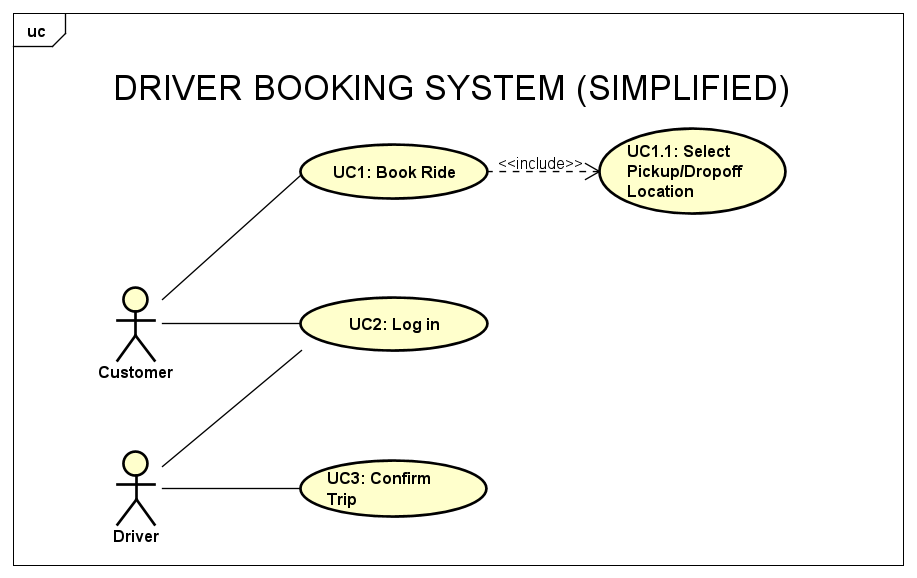 uc
DRIVER BOOKING SYSTEM (SIMPLIFIED)
UC1: Book Ride
<<include>>
UC1.1: Select
Pickup/Dropoff
Location
UC2: Log in
Customer
UC3: Confirm
Trip
Driver